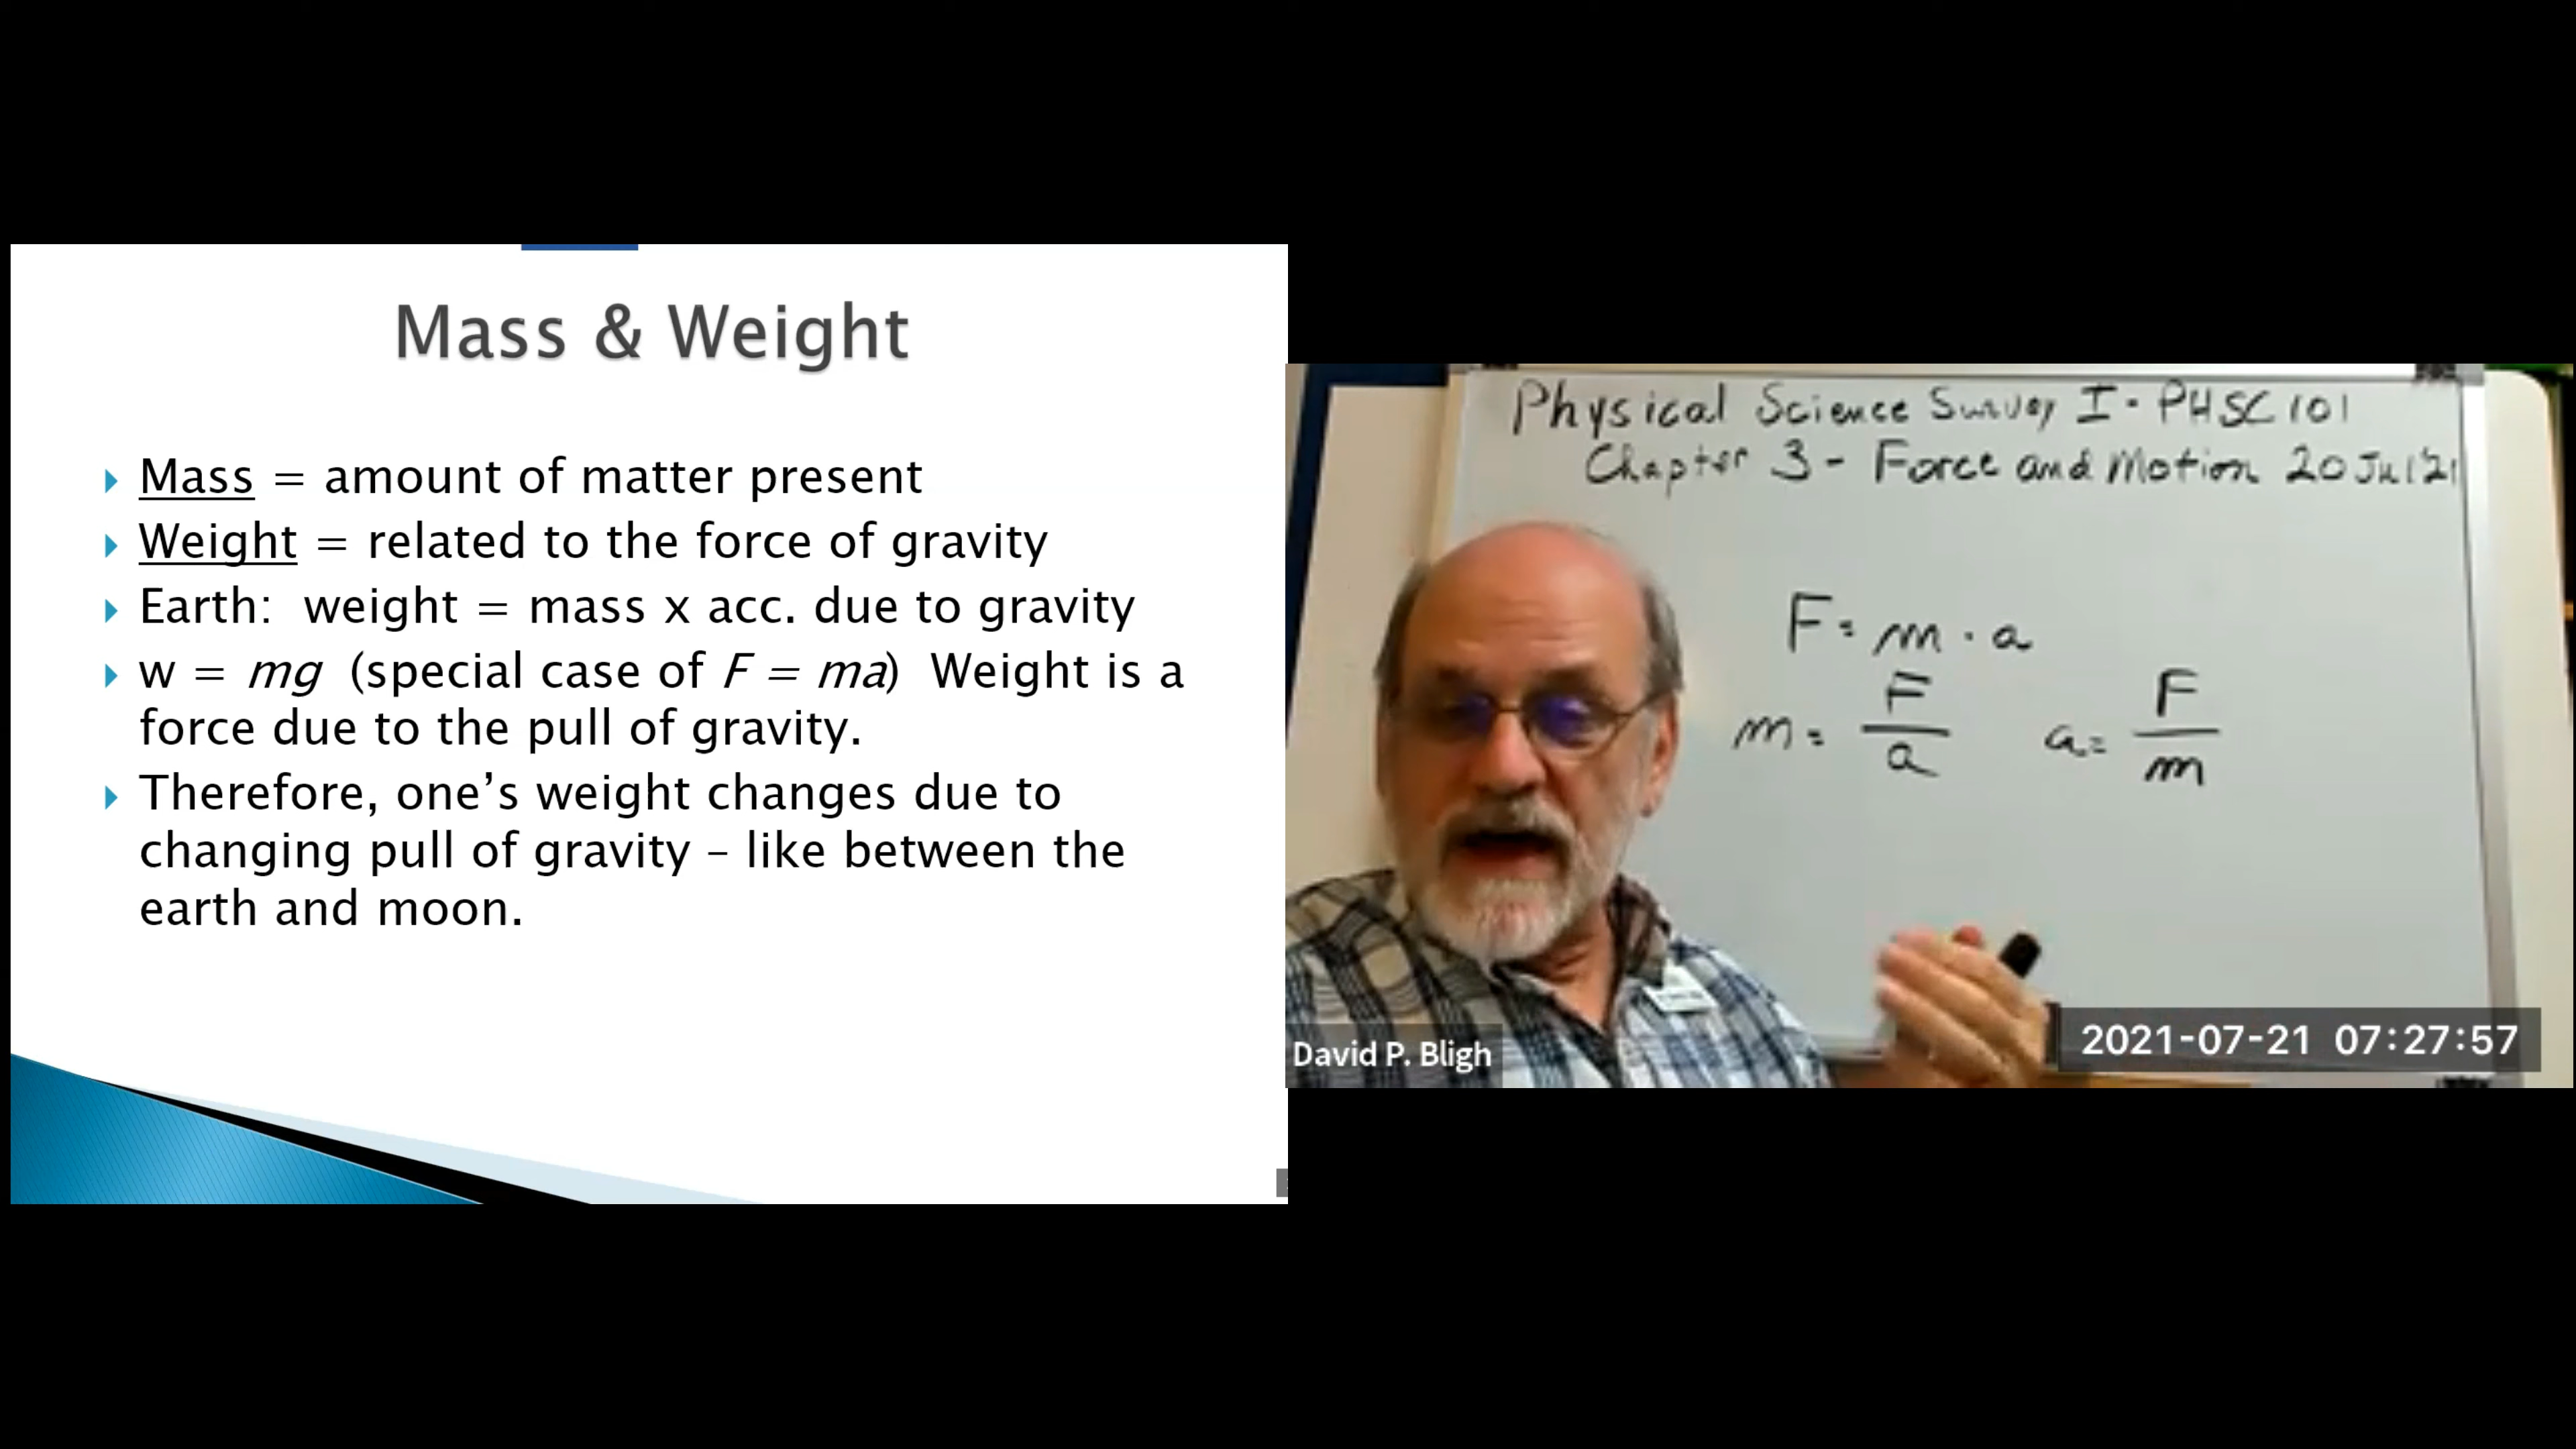 Mass & Weight
Mass = amount of matter present
Weight = related to the force of gravity
Earth: weight = mass x acc. due to gravity
w = mg (special case of F = ma) Weight is a
force due to the pull of gravity.
Therefore, one's weight changes due to
changing pull of gravity – like between the
earth and moon.
Physical Science Survey I - PHSC 101
Chapter 3 - Force and Motion 20 Jul 21
F = m · a
m = F/a a = F/m
David P. Bligh
2021-07-21 07:27:57